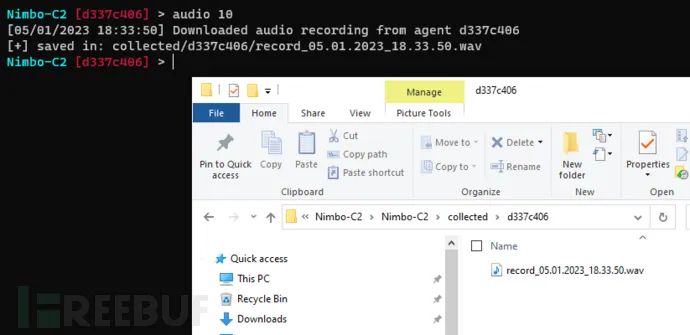 Nimbo-C2 [d337c406] > audio 10
[05/01/2023 18:33:50] Downloaded audio recording from agent d337c406
[+] saved in: collected/d337c406/record_05.01.2023_18.33.50.wav
Nimbo-C2 [d337c406] >
Manage
d337c406
File
Home
Share
View
Picture Tools
Pin to Quick access
Copy
Paste
Cut
Copy path
Paste shortcut
Clipboard
Move to
Copy to
Delete
Rename
Organize
New folder
New
Properties
Open
« Nimbo-C2 > Nimbo-C2 > collected > d337c406
Quick access
This PC
Recycle Bin
Downloads
Name
record_05.01.2023_18.33.50.wav
FREEBUF